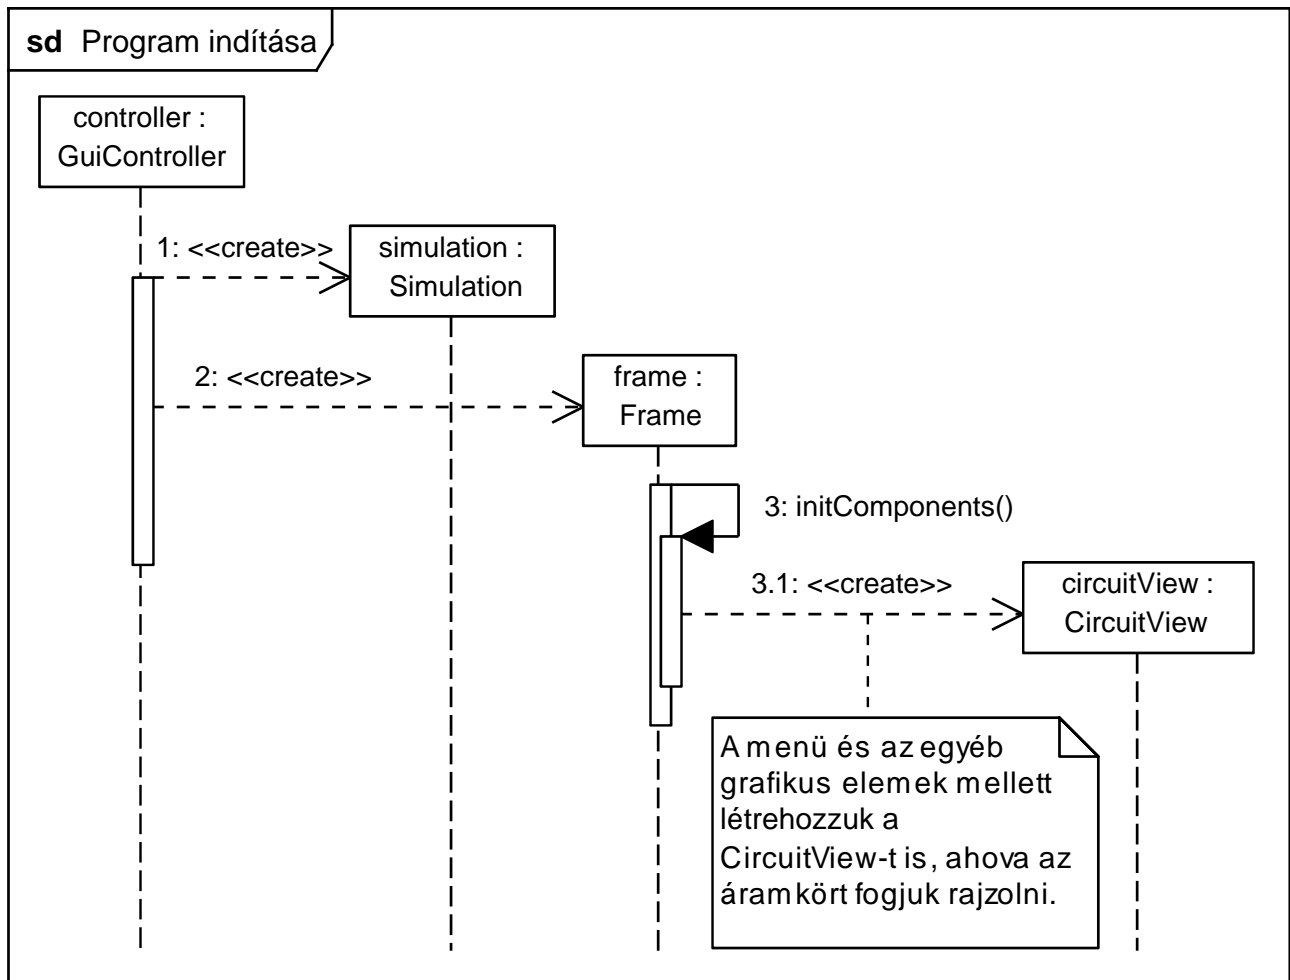 sd Program indítása
controller :
GuiController
1: <<create>>
simulation :
Simulation
2: <<create>>
frame :
Frame
3: initComponents()
3.1: <<create>>
circuitView :
CircuitView
A menü és az egyéb
grafikus elemek mellett
létrehozzuk a
CircuitView-t is, ahova az
áramkört fogjuk rajzolni.